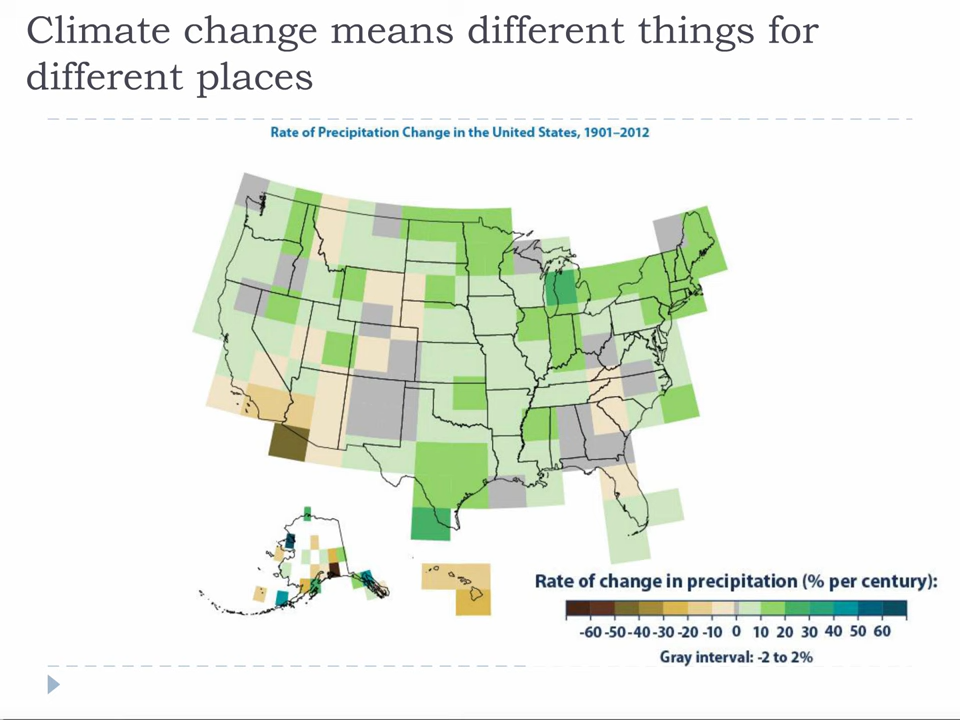 Climate change means different things for
different places
Rate of Precipitation Change in the United States, 1901–2012
Rate of change in precipitation (% per century):
-60 -50 -40 -30 -20 -10 0 10 20 30 40 50 60
Gray interval: -2 to 2%